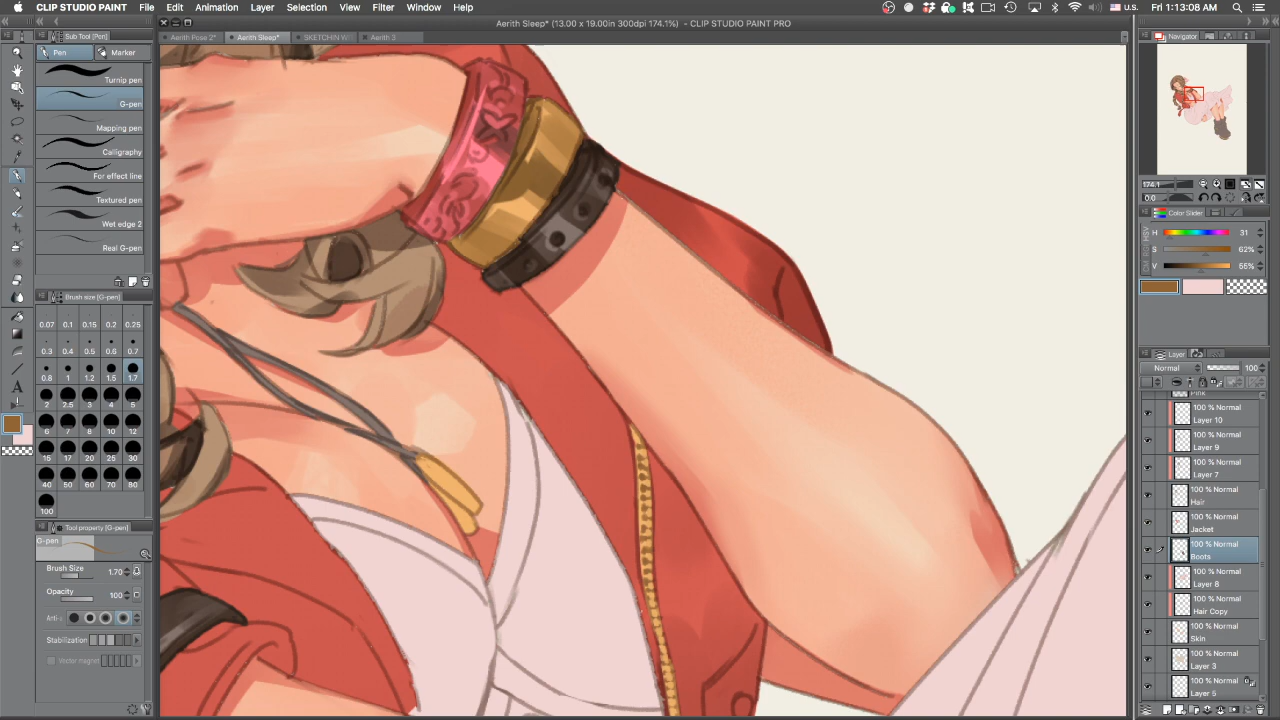 CLIP STUDIO PAINT File Edit Animation Layer Selection View Filter Window Help
U.S. Fri 1:13:08 AM
Aerith Sleep* (13.00 x 19.00in 300dpi 174.1%) - CLIP STUDIO PAINT PRO
Sub Tool [Pen]
Aerith Pose 2* Aerith Sleep* Aerith 3
Pen Marker
Turnip pen
G-pen
Mapping pen
Calligraphy
For effect line
Textured pen
Wet edge 2
Real G-pen
Brush size [G-pen]
0.07 0.1 0.15 0.2 0.25
0.3 0.4 0.5 0.6 0.7
0.8 1 1.2 1.5 1.7
2 2.5 3 4 5
6 7 8 10 12
15 20 25 30
40 50 60 70 80
100
Tool property [G-pen]
G-pen
Brush Size 1.70
Opacity 100
Stabilization
Vector magnet
Navigator
174.1
0.0
Color Slider
HSV
H 31
S 62%
V 55%
Layer
Normal 100
Pink
100 % Normal
Layer 10
100 % Normal
Layer 9
100 % Normal
Layer 7
100 % Normal
Hair
100 % Normal
Jacket
100 % Normal
Boots
100 % Normal
Layer 8
100 % Normal
Hair Copy
100 % Normal
Skin
100 % Normal
Layer 3
100 % Normal
Layer 5